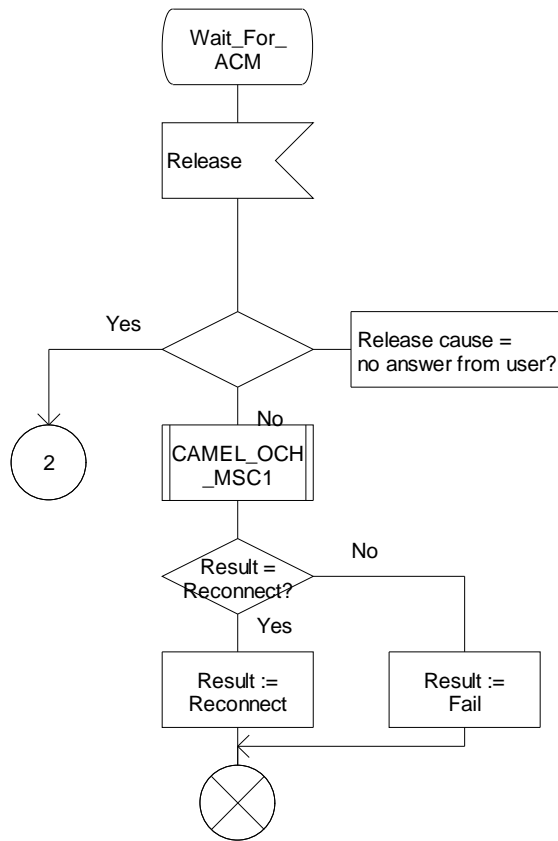 Wait_For_
ACM
Release
Yes
Release cause =
no answer from user?
No
2
CAMEL_OCH
_MSC1
Result =
Reconnect?
No
Yes
Result :=
Reconnect
Result :=
Fail